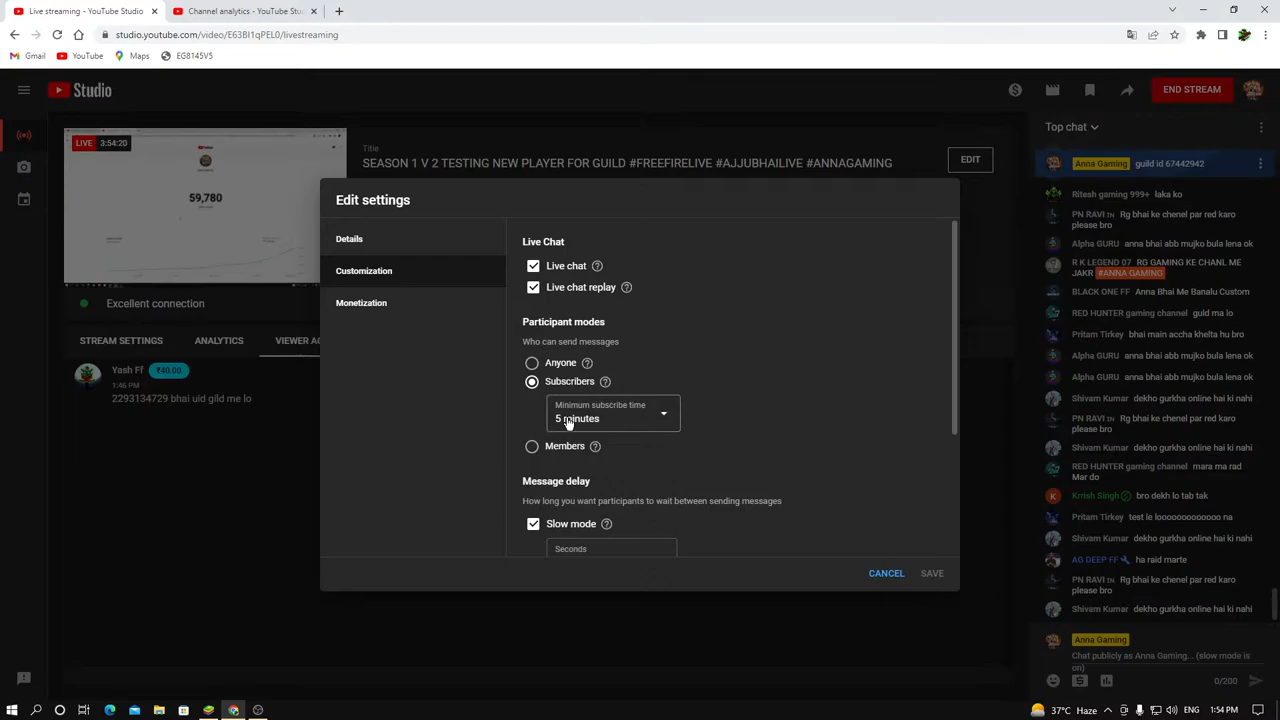 Live streaming - YouTube Studio
Channel analytics - YouTube Studio
studio.youtube.com/video/E63BI1qPEL0/livestreaming
Gmail
YouTube
Maps
EG8145V5
Studio
END STREAM
LIVE 3:54:20
59,780
Title
SEASON 1 V 2 TESTING NEW PLAYER FOR GUILD #FREEFIRELIVE #AJJUBHAILIVE #ANNAGAMING
EDIT
Excellent connection
STREAM SETTINGS
ANALYTICS
VIEWER AC
Yash Ff ₹40.00
1:46 PM
2293134729 bhai uid gild me lo
Edit settings
Details
Customization
Monetization
Live Chat
Live chat
Live chat replay
Participant modes
Who can send messages
Anyone
Subscribers
Minimum subscribe time
5 minutes
Members
Message delay
How long you want participants to wait between sending messages
Slow mode
Seconds
CANCEL
SAVE
Top chat
Anna Gaming guild id 67442942
Ritesh gaming 999+ laka ko
PN RAVI IN Rg bhai ke chenel par red karo
please bro
Alpha GURU anna bhai abb mujko bula lena ok
R K LEGEND 07 RG GAMING KE CHANL ME
JAKR #ANNA GAMING
BLACK ONE FF Anna Bhai Me Banalu Custom
RED HUNTER gaming channel guld ma lo
Pritam Tirkey bhai main accha khelta hu bro
Alpha GURU anna bhai abb mujko bula lena ok
Alpha GURU anna bhai abb mujko bula lena ok
Shivam Kumar dekho gurkha online hai ki nahi
PN RAVI IN Rg bhai ke chenel par red karo
please bro
Shivam Kumar dekho gurkha online hai ki nahi
RED HUNTER gaming channel mara ma rad
Mar do
Krrish Singh bro dekh lo tab tak
Pritam Tirkey test le looooooooooooo na
Shivam Kumar dekho gurkha online hai ki nahi
AG DEEP FF ha raid marte
PN RAVI IN Rg bhai ke chenel par red karo
please bro
Shivam Kumar dekho gurkha online hai ki nahi
Anna Gaming
Chat publicly as Anna Gaming... (slow mode is
on)
0/200
37°C Haze
ENG
1:54 PM